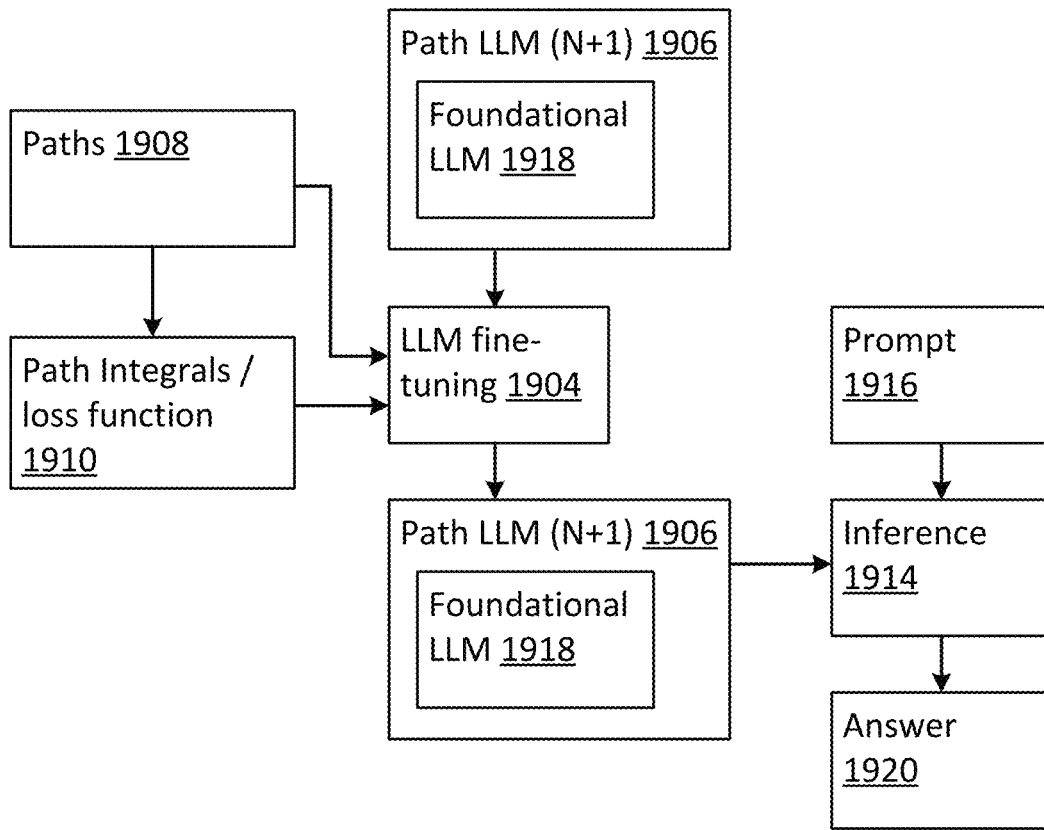 Path LLM (N+1) 1906
Foundational
LLM 1918
Paths 1908
Path Integrals /
loss function
1910
LLM fine-
tuning 1904
Prompt
1916
Path LLM (N+1) 1906
Foundational
LLM 1918
Inference
1914
Answer
1920